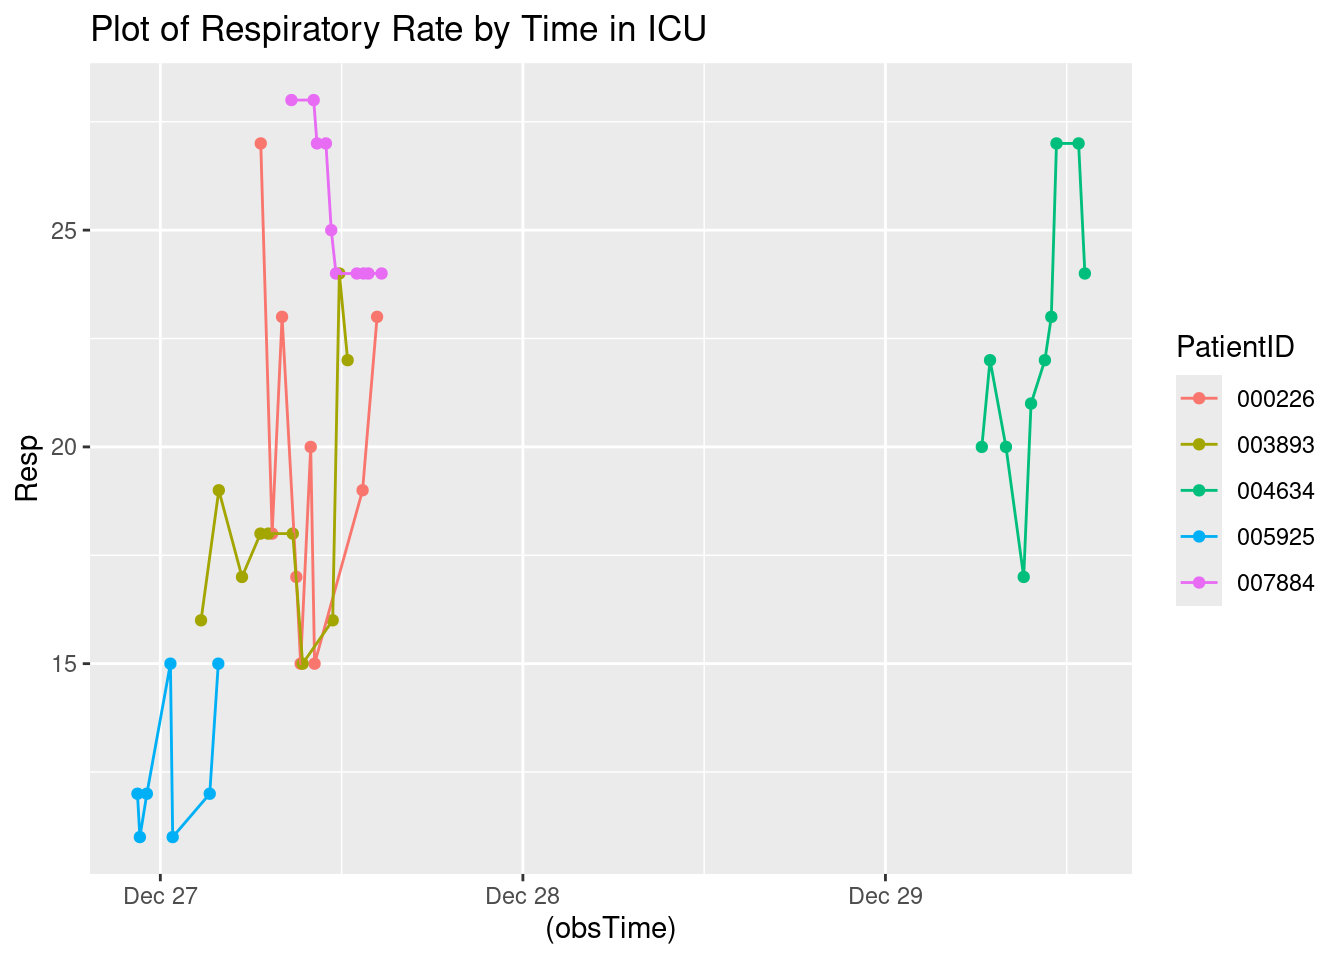 Plot of Respiratory Rate by Time in ICU
25
20
15
Resp
Dec 27
Dec 28
Dec 29
(obsTime)
PatientID
000226
003893
004634
005925
007884